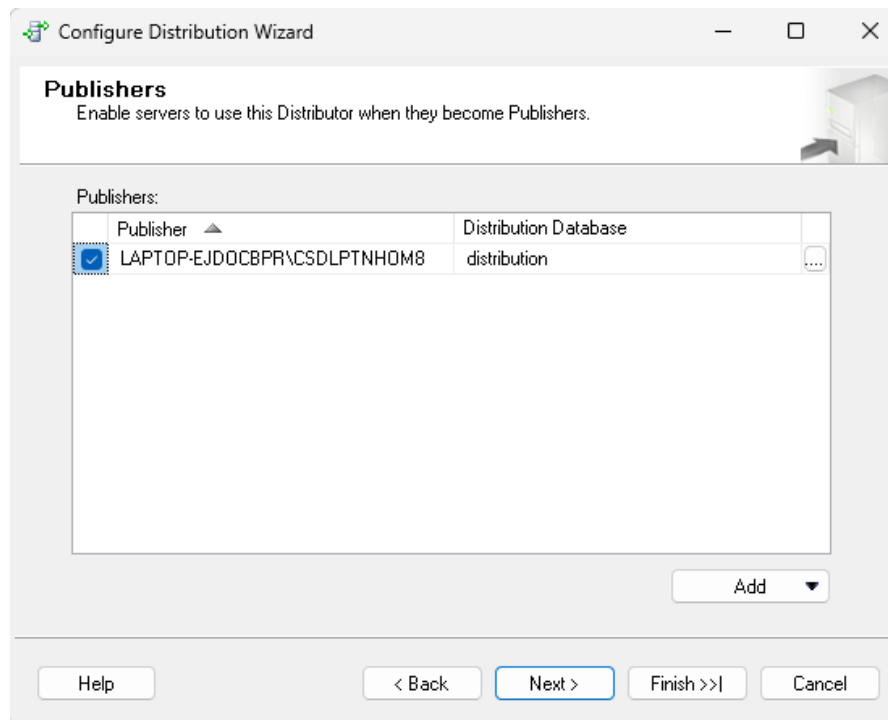 Configure Distribution Wizard
Publishers
Enable servers to use this Distributor when they become Publishers.
Publishers:
Publisher Distribution Database
LAPTOP-EJDOCBPR\CSDLPTNHOM8 distribution
...
Add
Help < Back Next > Finish >>| Cancel